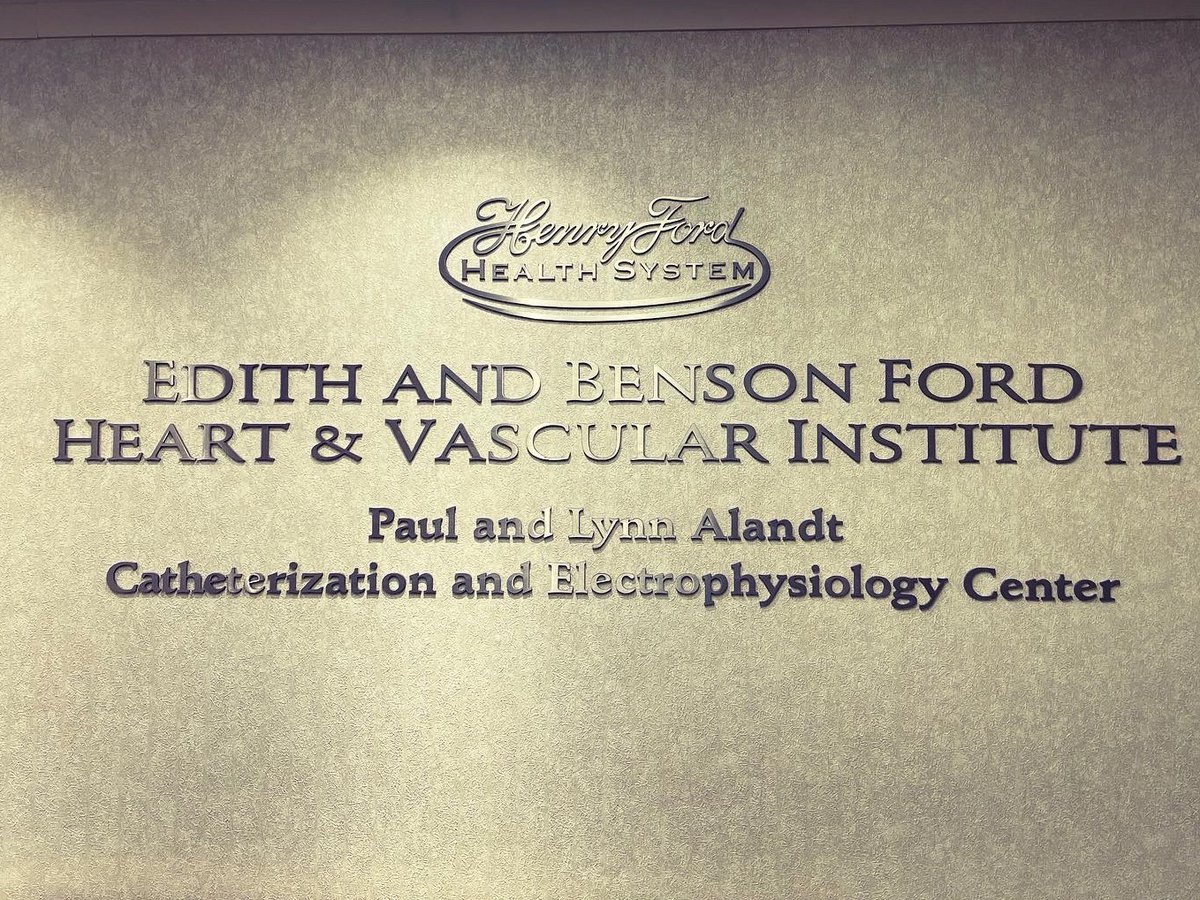 Henry Ford
HEALTH SYSTEM
EDITH AND BENSON FORD
HEART & VASCULAR INSTITUTE
Paul and Lynn Alandt
Catheterization and Electrophysiology Center